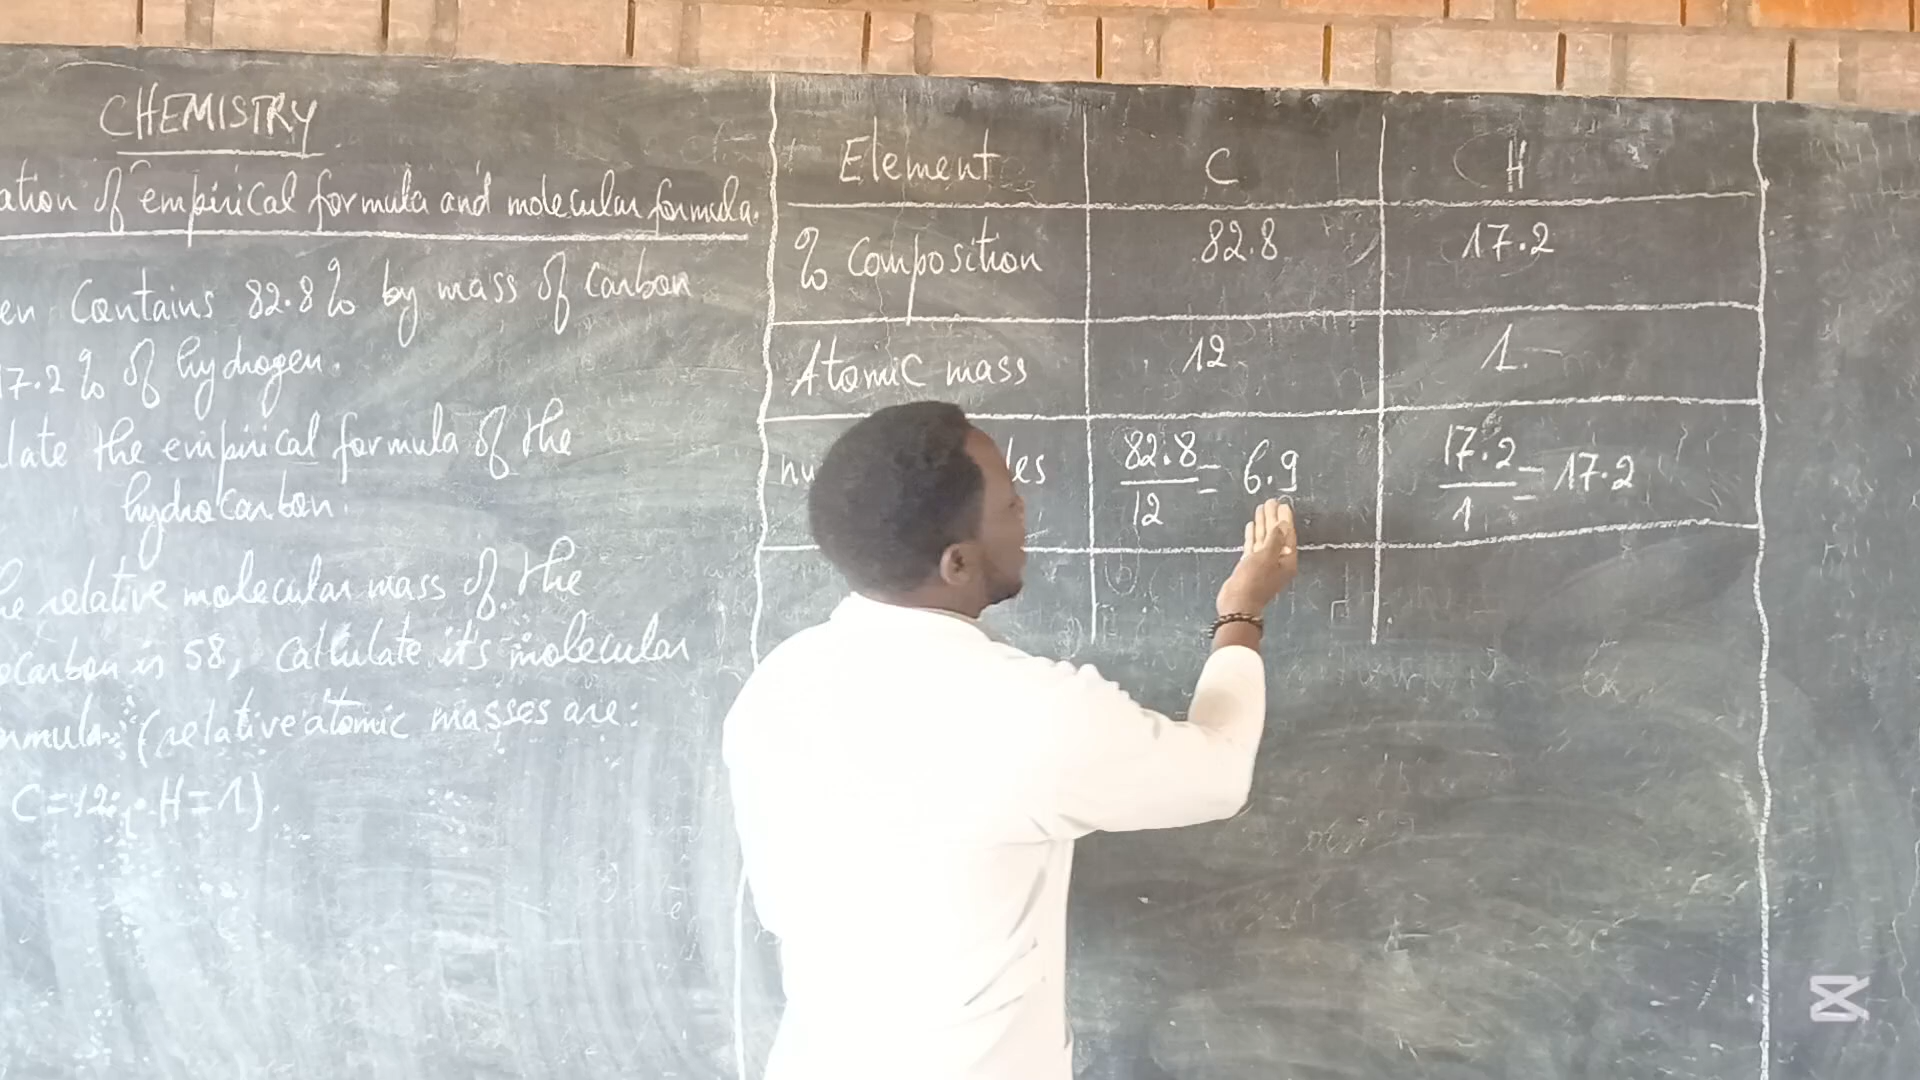 CHEMISTRY
ation of empirical formula and molecular formula.
en contains 82.8% by mass of carbon
17.2% of hydrogen.
late the empirical formula of the
hydrocarbon.
he relative molecular mass of the
ocarbon is 58, calculate it's molecular
rmula (relative atomic masses are:
C=12; H=1).
Element C H
% composition 82.8 17.2
Atomic mass 12 1.
nu les 82.8/12 = 6.9 17.2/1 = 17.2